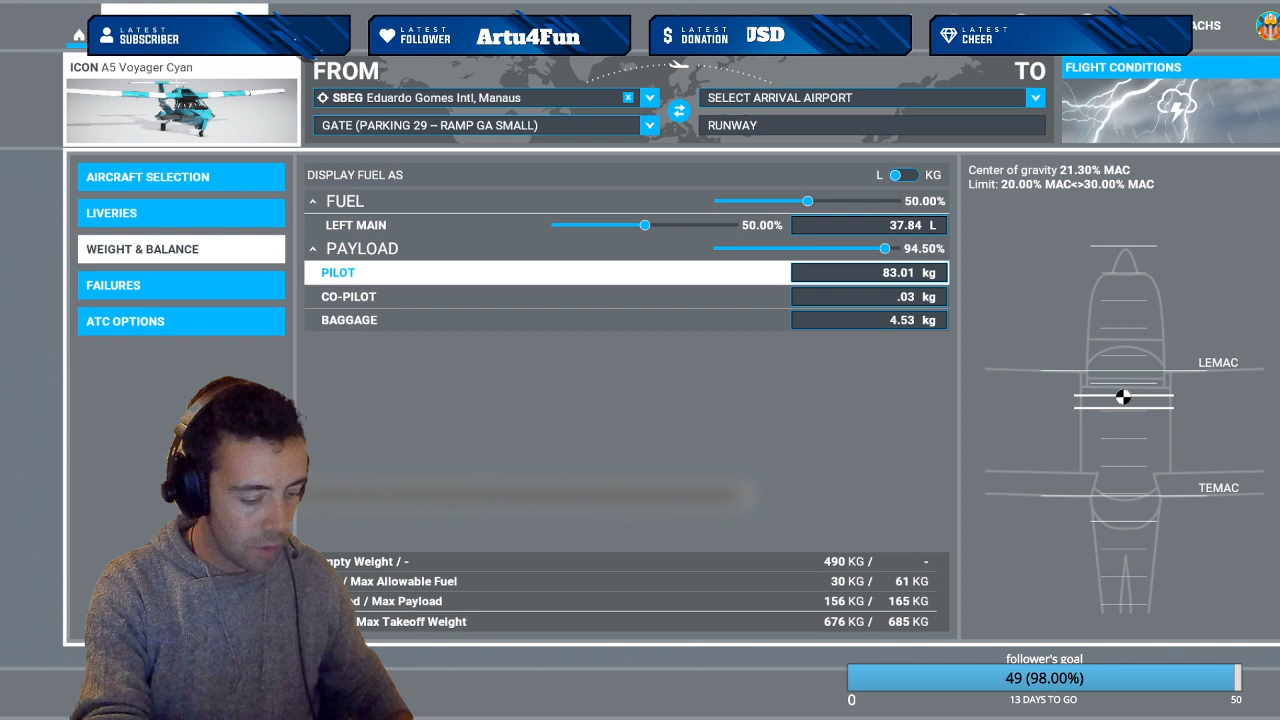 LATEST
SUBSCRIBER
LATEST
FOLLOWER
Artu4Fun
$
LATEST
DONATION
USD
LATEST
CHEER
ACHS
ICON A5 Voyager Cyan
FROM
TO
SBEG Eduardo Gomes Intl, Manaus
x
SELECT ARRIVAL AIRPORT
GATE (PARKING 29 – RAMP GA SMALL)
RUNWAY
FLIGHT CONDITIONS
AIRCRAFT SELECTION
LIVERIES
WEIGHT & BALANCE
FAILURES
ATC OPTIONS
DISPLAY FUEL AS
L KG
FUEL 50.00%
LEFT MAIN 50.00% 37.84 L
PAYLOAD 94.50%
PILOT 83.01 kg
CO-PILOT .03 kg
BAGGAGE 4.53 kg
Center of gravity 21.30% MAC
Limit: 20.00% MAC<>30.00% MAC
LEMAC
TEMAC
mpty Weight / - 490 KG / -
/ Max Allowable Fuel 30 KG / 61 KG
d / Max Payload 156 KG / 165 KG
Max Takeoff Weight 676 KG / 685 KG
follower's goal
49 (98.00%)
0 13 DAYS TO GO 50